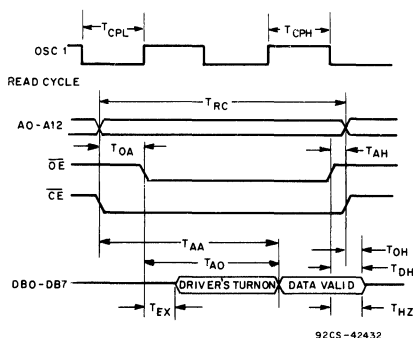 T_CPL T_CPH
OSC 1
READ CYCLE
T_RC
A0-A12
T_OA T_AH
OE
CE
T_AA T_OH
T_AO T_DH
DB0-DB7 DRIVER'S TURNON DATA VALID
T_EX T_HZ
92CS-42432